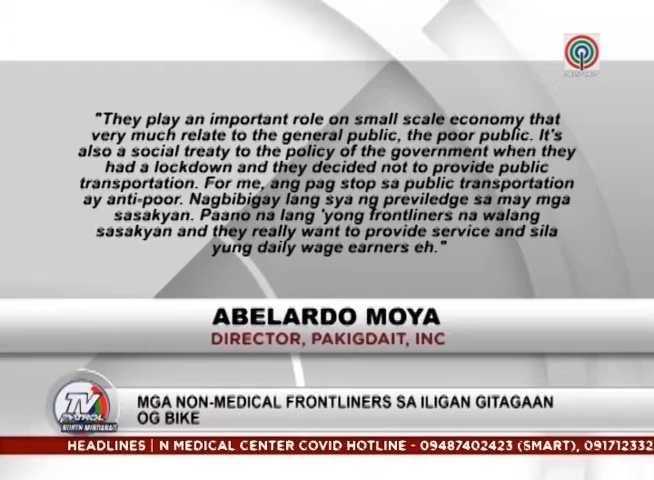 "They play an important role on small scale economy that
very much relate to the general public, the poor public. It's
also a social treaty to the policy of the government when they
had a lockdown and they decided not to provide public
transportation. For me, ang pag stop sa public transportation
ay anti-poor. Nagbibigay lang sya ng previledge sa may mga
sasakyan. Paano na lang 'yong frontliners na walang
sasakyan and they really want to provide service and sila
yung daily wage earners eh."
ABELARDO MOYA
DIRECTOR, PAKIGDAIT, INC
TV
PATROL
NORTH MINDANAO
MGA NON-MEDICAL FRONTLINERS SA ILIGAN GITAGAAN
OG BIKE
HEADLINES | N MEDICAL CENTER COVID HOTLINE - 09487402423 (SMART), 091712332